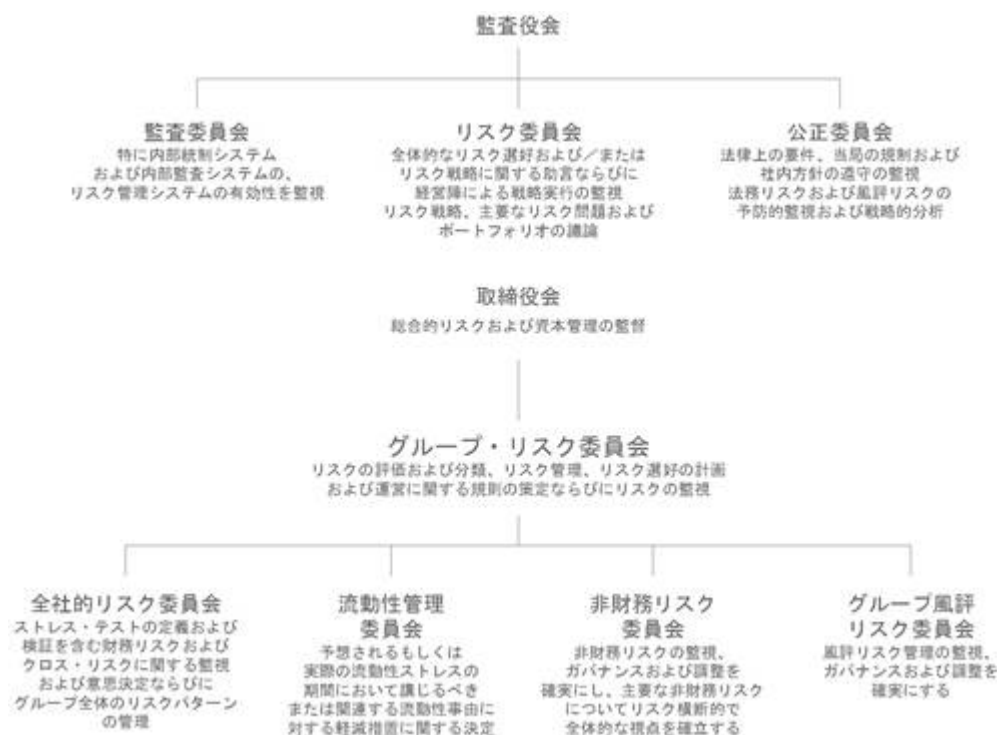 監査役会
監査委員会
特に内部統制システム
および内部監査システムの、
リスク管理システムの有効性を監視
リスク委員会
全体的なリスク選好および／または
リスク戦略に関する助言ならびに
経営陣による戦略実行の監視
リスク戦略、主要なリスク問題および
ポートフォリオの議論
公正委員会
法律上の要件、当局の規制および
社内方針の遵守の監視
法務リスクおよび風評リスクの
予防的監視および戦略的分析
取締役会
総合的リスクおよび資本管理の監督
グループ・リスク委員会
リスクの評価および分類、リスク管理、リスク選好の計画
および運営に関する規則の策定ならびにリスクの監視
全社的リスク委員会
ストレス・テストの定義および
検証を含む財務リスクおよび
クロス・リスクに関する監視
および意思決定ならびに
グループ全体のリスクパターン
の管理
流動性管理
委員会
予想されるもしくは
実際の流動性ストレスの
期間において講じるべき
または関連する流動性事由に
対する軽減措置に関する決定
非財務リスク
委員会
非財務リスクの監視、
ガバナンスおよび調整を
確実にし、主要な非財務リスク
についてリスク横断的で
全体的な視点を確立する
グループ風評
リスク委員会
風評リスク管理の監視、
ガバナンスおよび調整を
確実にする